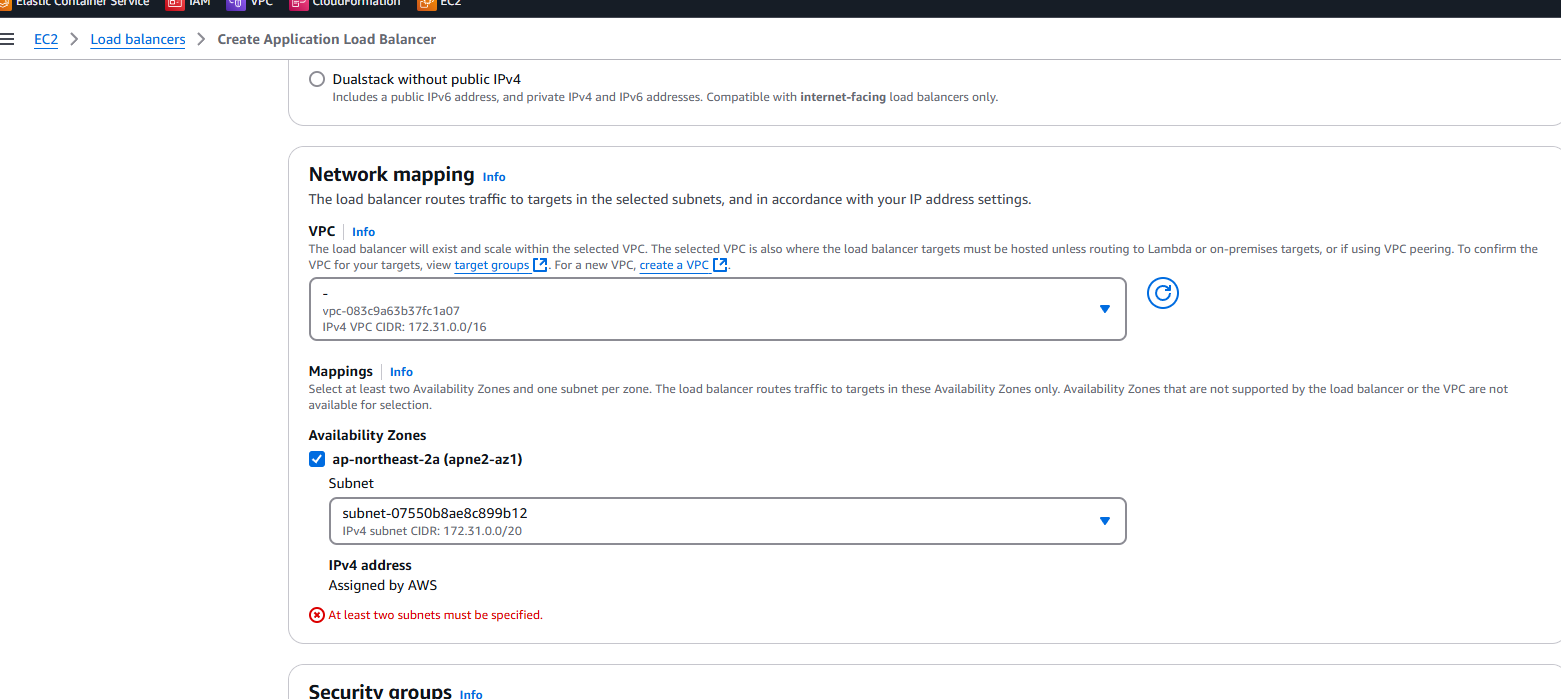 Elastic Container Service IAM VPC CloudFormation EC2
EC2 > Load balancers > Create Application Load Balancer
Dualstack without public IPv4
Includes a public IPv6 address, and private IPv4 and IPv6 addresses. Compatible with internet-facing load balancers only.
Network mapping Info
The load balancer routes traffic to targets in the selected subnets, and in accordance with your IP address settings.
VPC Info
The load balancer will exist and scale within the selected VPC. The selected VPC is also where the load balancer targets must be hosted unless routing to Lambda or on-premises targets, or if using VPC peering. To confirm the
VPC for your targets, view target groups. For a new VPC, create a VPC.
-
vpc-083c9a63b37fc1a07
IPv4 VPC CIDR: 172.31.0.0/16
Mappings Info
Select at least two Availability Zones and one subnet per zone. The load balancer routes traffic to targets in these Availability Zones only. Availability Zones that are not supported by the load balancer or the VPC are not
available for selection.
Availability Zones
ap-northeast-2a (apne2-az1)
Subnet
subnet-07550b8ae8c899b12
IPv4 subnet CIDR: 172.31.0.0/20
IPv4 address
Assigned by AWS
At least two subnets must be specified.
Security groups Info